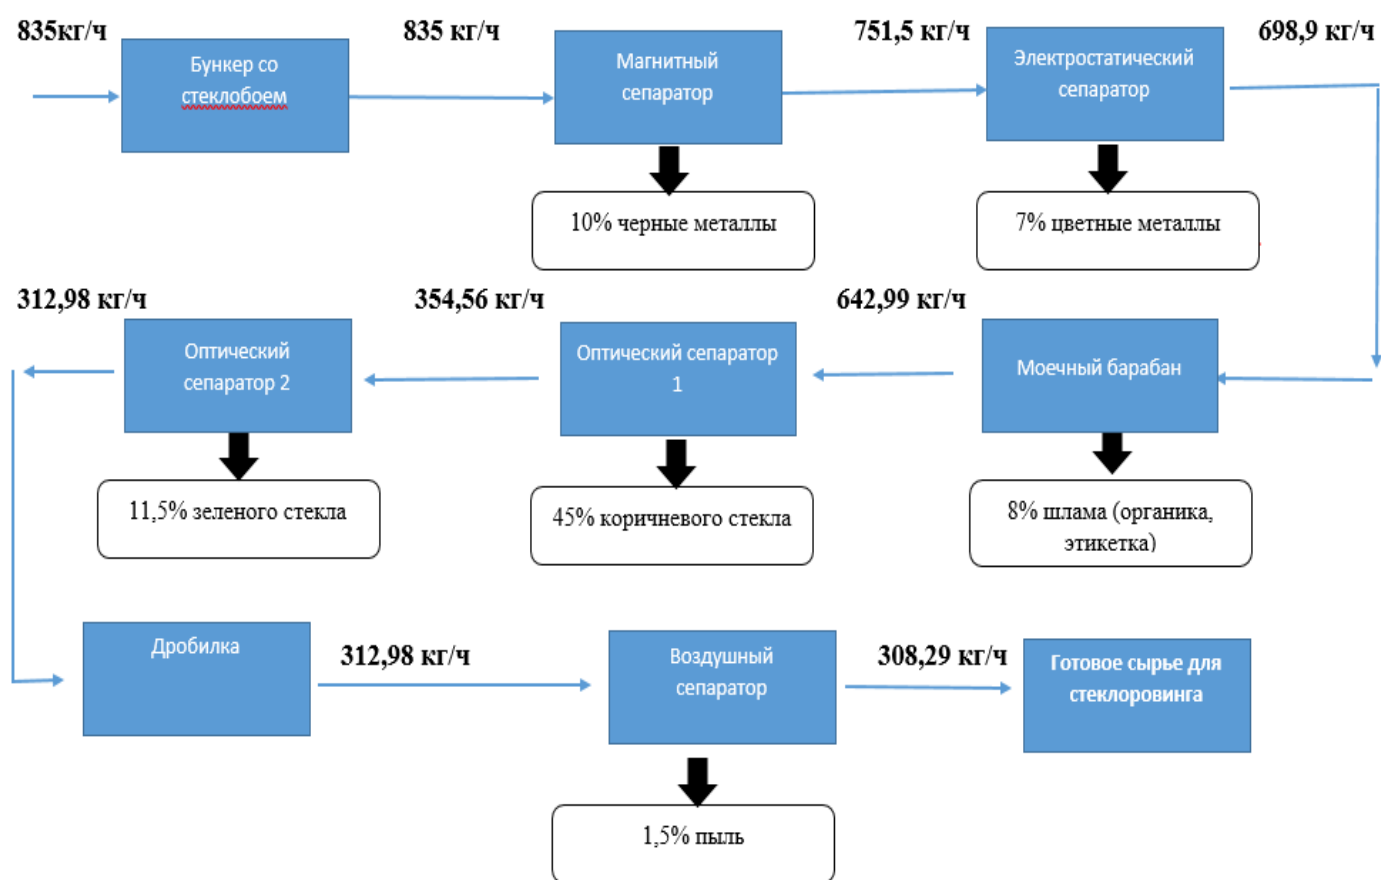 835кг/ч
835 кг/ч
751,5 кг/ч
698,9 кг/ч
Бункер со
стеклобоем
Магнитный
сепаратор
Электростатический
сепаратор
10% черные металлы
7% цветные металлы
312,98 кг/ч
354,56 кг/ч
642,99 кг/ч
Оптический
сепаратор 2
Оптический сепаратор
1
Моечный барабан
11,5% зеленого стекла
45% коричневого стекла
8% шлама (органика,
этикетка)
Дробилка
312,98 кг/ч
Воздушный
сепаратор
308,29 кг/ч
Готовое сырье для
стеклоровинга
1,5% пыль